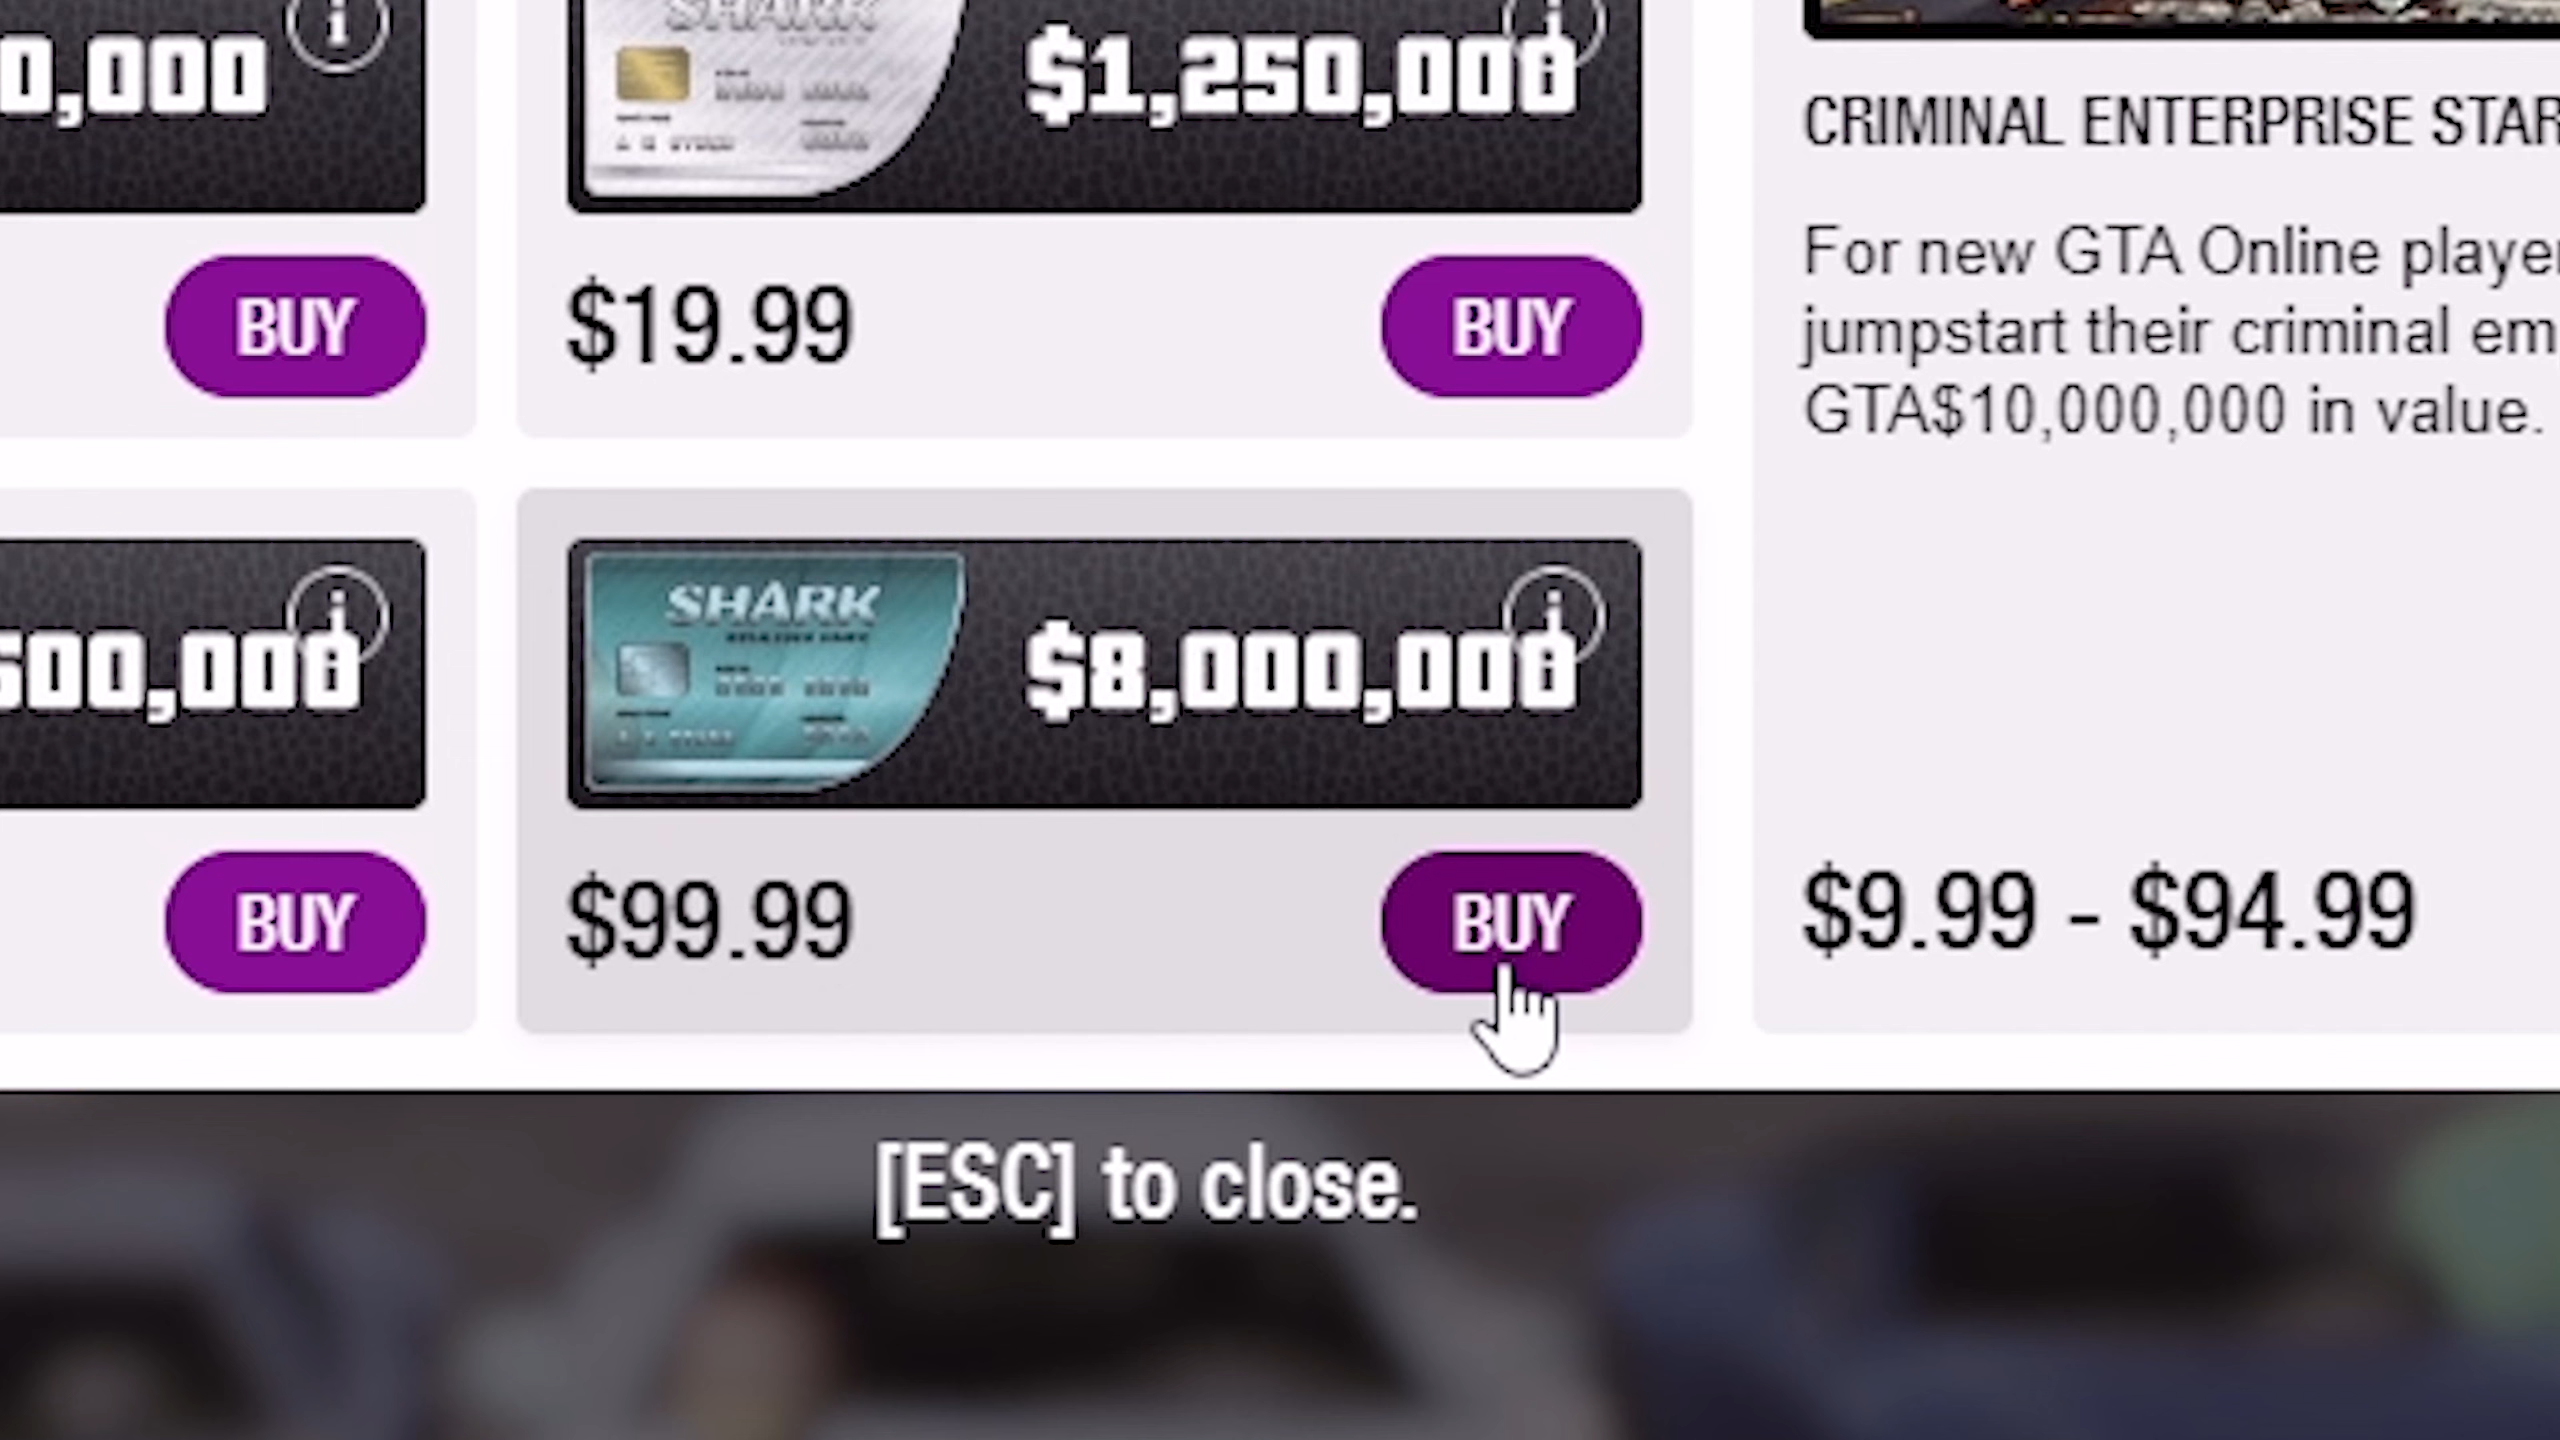 0,000
SHARK
$1,250,000
BUY
$19.99
BUY
500,000
SHARK
$8,000,000
BUY
$99.99
BUY
CRIMINAL ENTERPRISE STAR
For new GTA Online player
jumpstart their criminal em
GTA$10,000,000 in value.
$9.99 - $94.99
[ESC] to close.